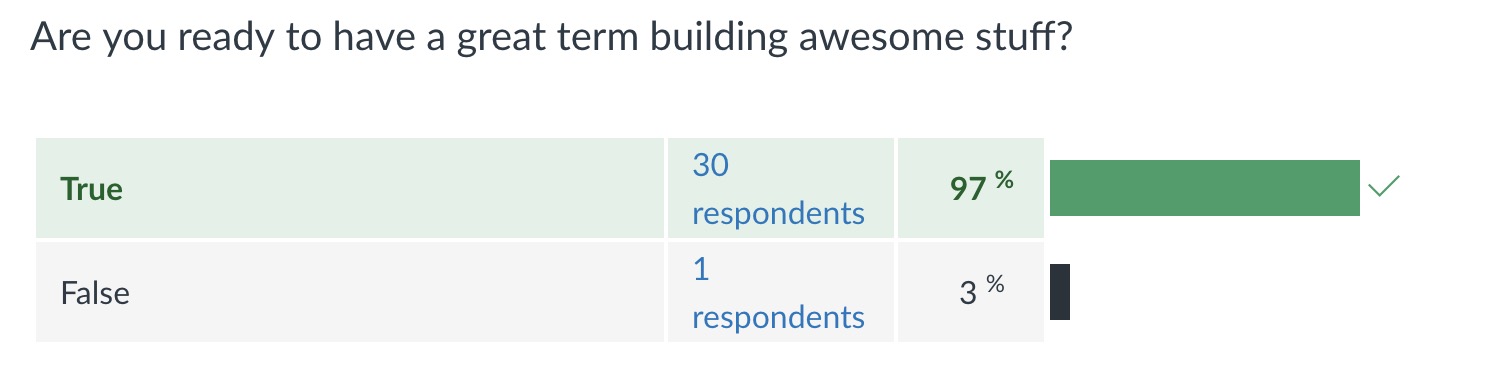 Are you ready to have a great term building awesome stuff?
True
30
respondents
97 %
False
1
respondents
3 %